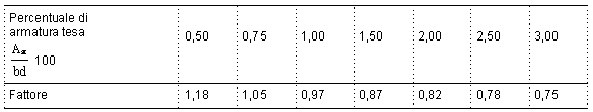 Percentuale di
armatura tesa
Aₛₜ
bd 100
0,50 0,75 1,00 1,50 2,00 2,50 3,00
Fattore 1,18 1,05 0,97 0,87 0,82 0,78 0,75